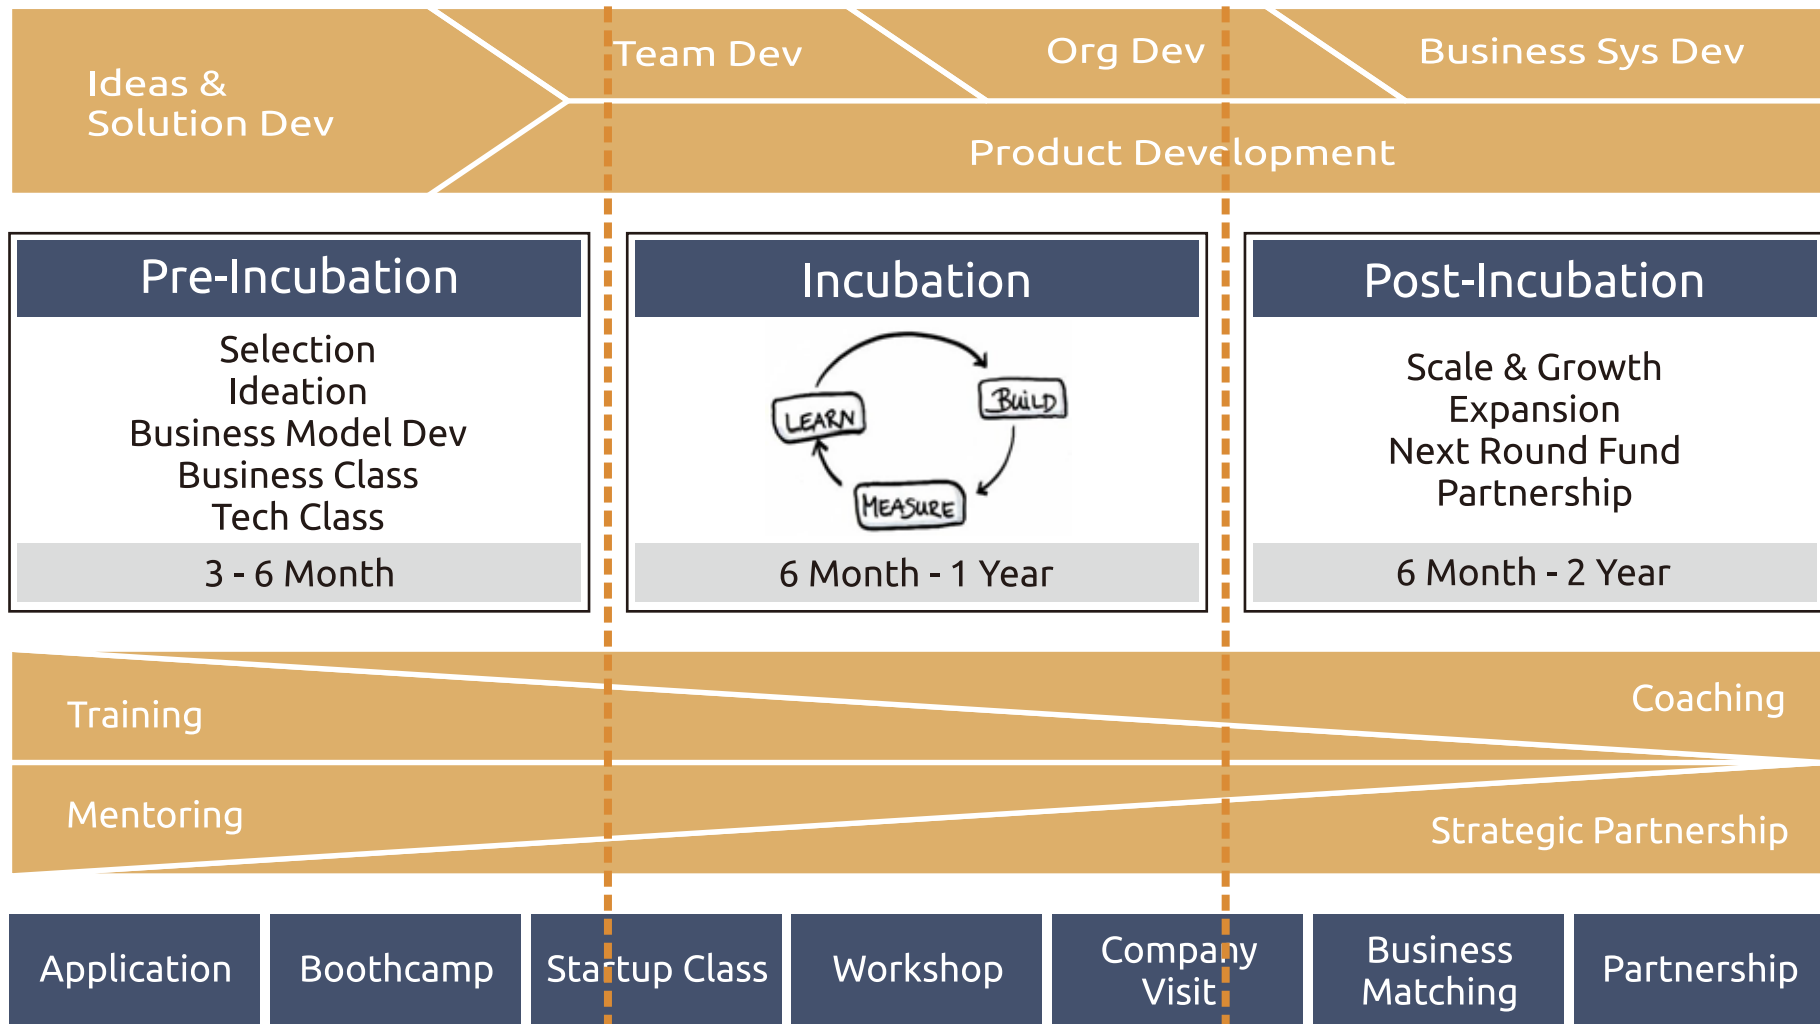 Ideas &
Solution Dev
Team Dev
Org Dev
Business Sys Dev
Product Development
Pre-Incubation
Selection
Ideation
Business Model Dev
Business Class
Tech Class
3 - 6 Month
Incubation
LEARN
BUILD
MEASURE
6 Month - 1 Year
Post-Incubation
Scale & Growth
Expansion
Next Round Fund
Partnership
6 Month - 2 Year
Training
Coaching
Mentoring
Strategic Partnership
Application
Boothcamp
Startup Class
Workshop
Company
Visit
Business
Matching
Partnership